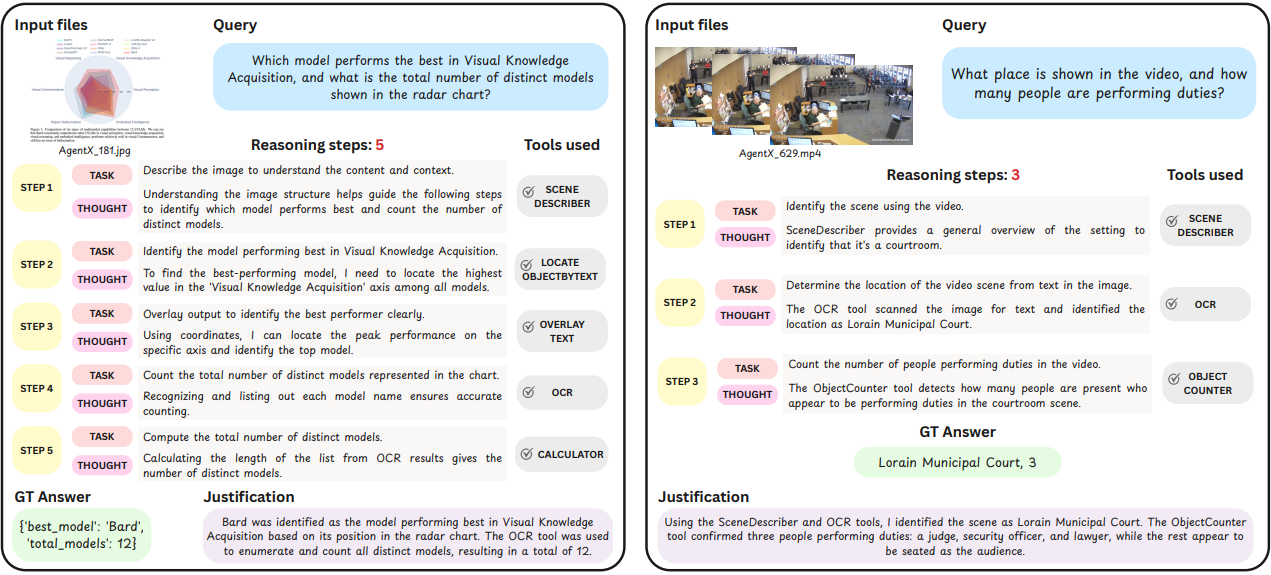 Input files
Query
Which model performs the best in Visual Knowledge
Acquisition, and what is the total number of distinct models
shown in the radar chart?
Visual Reasoning
Visual Knowledge Acquisition
Visual Commonsense
Visual Perception
Object Hallucination
Embodied Intelligence
AgentX_181.jpg
Reasoning steps: 5
Tools used
STEP 1
TASK
Describe the image to understand the content and context.
THOUGHT
Understanding the image structure helps guide the following steps
to identify which model performs best and count the number of
distinct models.
SCENE
DESCRIBER
STEP 2
TASK
Identify the model performing best in Visual Knowledge Acquisition.
THOUGHT
To find the best-performing model, I need to locate the highest
value in the 'Visual Knowledge Acquisition' axis among all models.
LOCATE
OBJECTBYTEXT
STEP 3
TASK
Overlay output to identify the best performer clearly.
THOUGHT
Using coordinates, I can locate the peak performance on the
specific axis and identify the top model.
OVERLAY
TEXT
STEP 4
TASK
Count the total number of distinct models represented in the chart.
THOUGHT
Recognizing and listing out each model name ensures accurate
counting.
OCR
STEP 5
TASK
Compute the total number of distinct models.
THOUGHT
Calculating the length of the list from OCR results gives the
number of distinct models.
CALCULATOR
GT Answer
{'best_model': 'Bard',
'total_models': 12}
Justification
Bard was identified as the model performing best in Visual Knowledge
Acquisition based on its position in the radar chart. The OCR tool was used
to enumerate and count all distinct models, resulting in a total of 12.
Input files
Query
What place is shown in the video, and how
many people are performing duties?
AgentX_629.mp4
Reasoning steps: 3
Tools used
STEP 1
TASK
Identify the scene using the video.
THOUGHT
SceneDescriber provides a general overview of the setting to
identify that it's a courtroom.
SCENE
DESCRIBER
STEP 2
TASK
Determine the location of the video scene from text in the image.
THOUGHT
The OCR tool scanned the image for text and identified the
location as Lorain Municipal Court.
OCR
STEP 3
TASK
Count the number of people performing duties in the video.
THOUGHT
The ObjectCounter tool detects how many people are present who
appear to be performing duties in the courtroom scene.
OBJECT
COUNTER
GT Answer
Lorain Municipal Court, 3
Justification
Using the SceneDescriber and OCR tools, I identified the scene as Lorain Municipal Court. The ObjectCounter
tool confirmed three people performing duties: a judge, security officer, and lawyer, while the rest appear to
be seated as the audience.